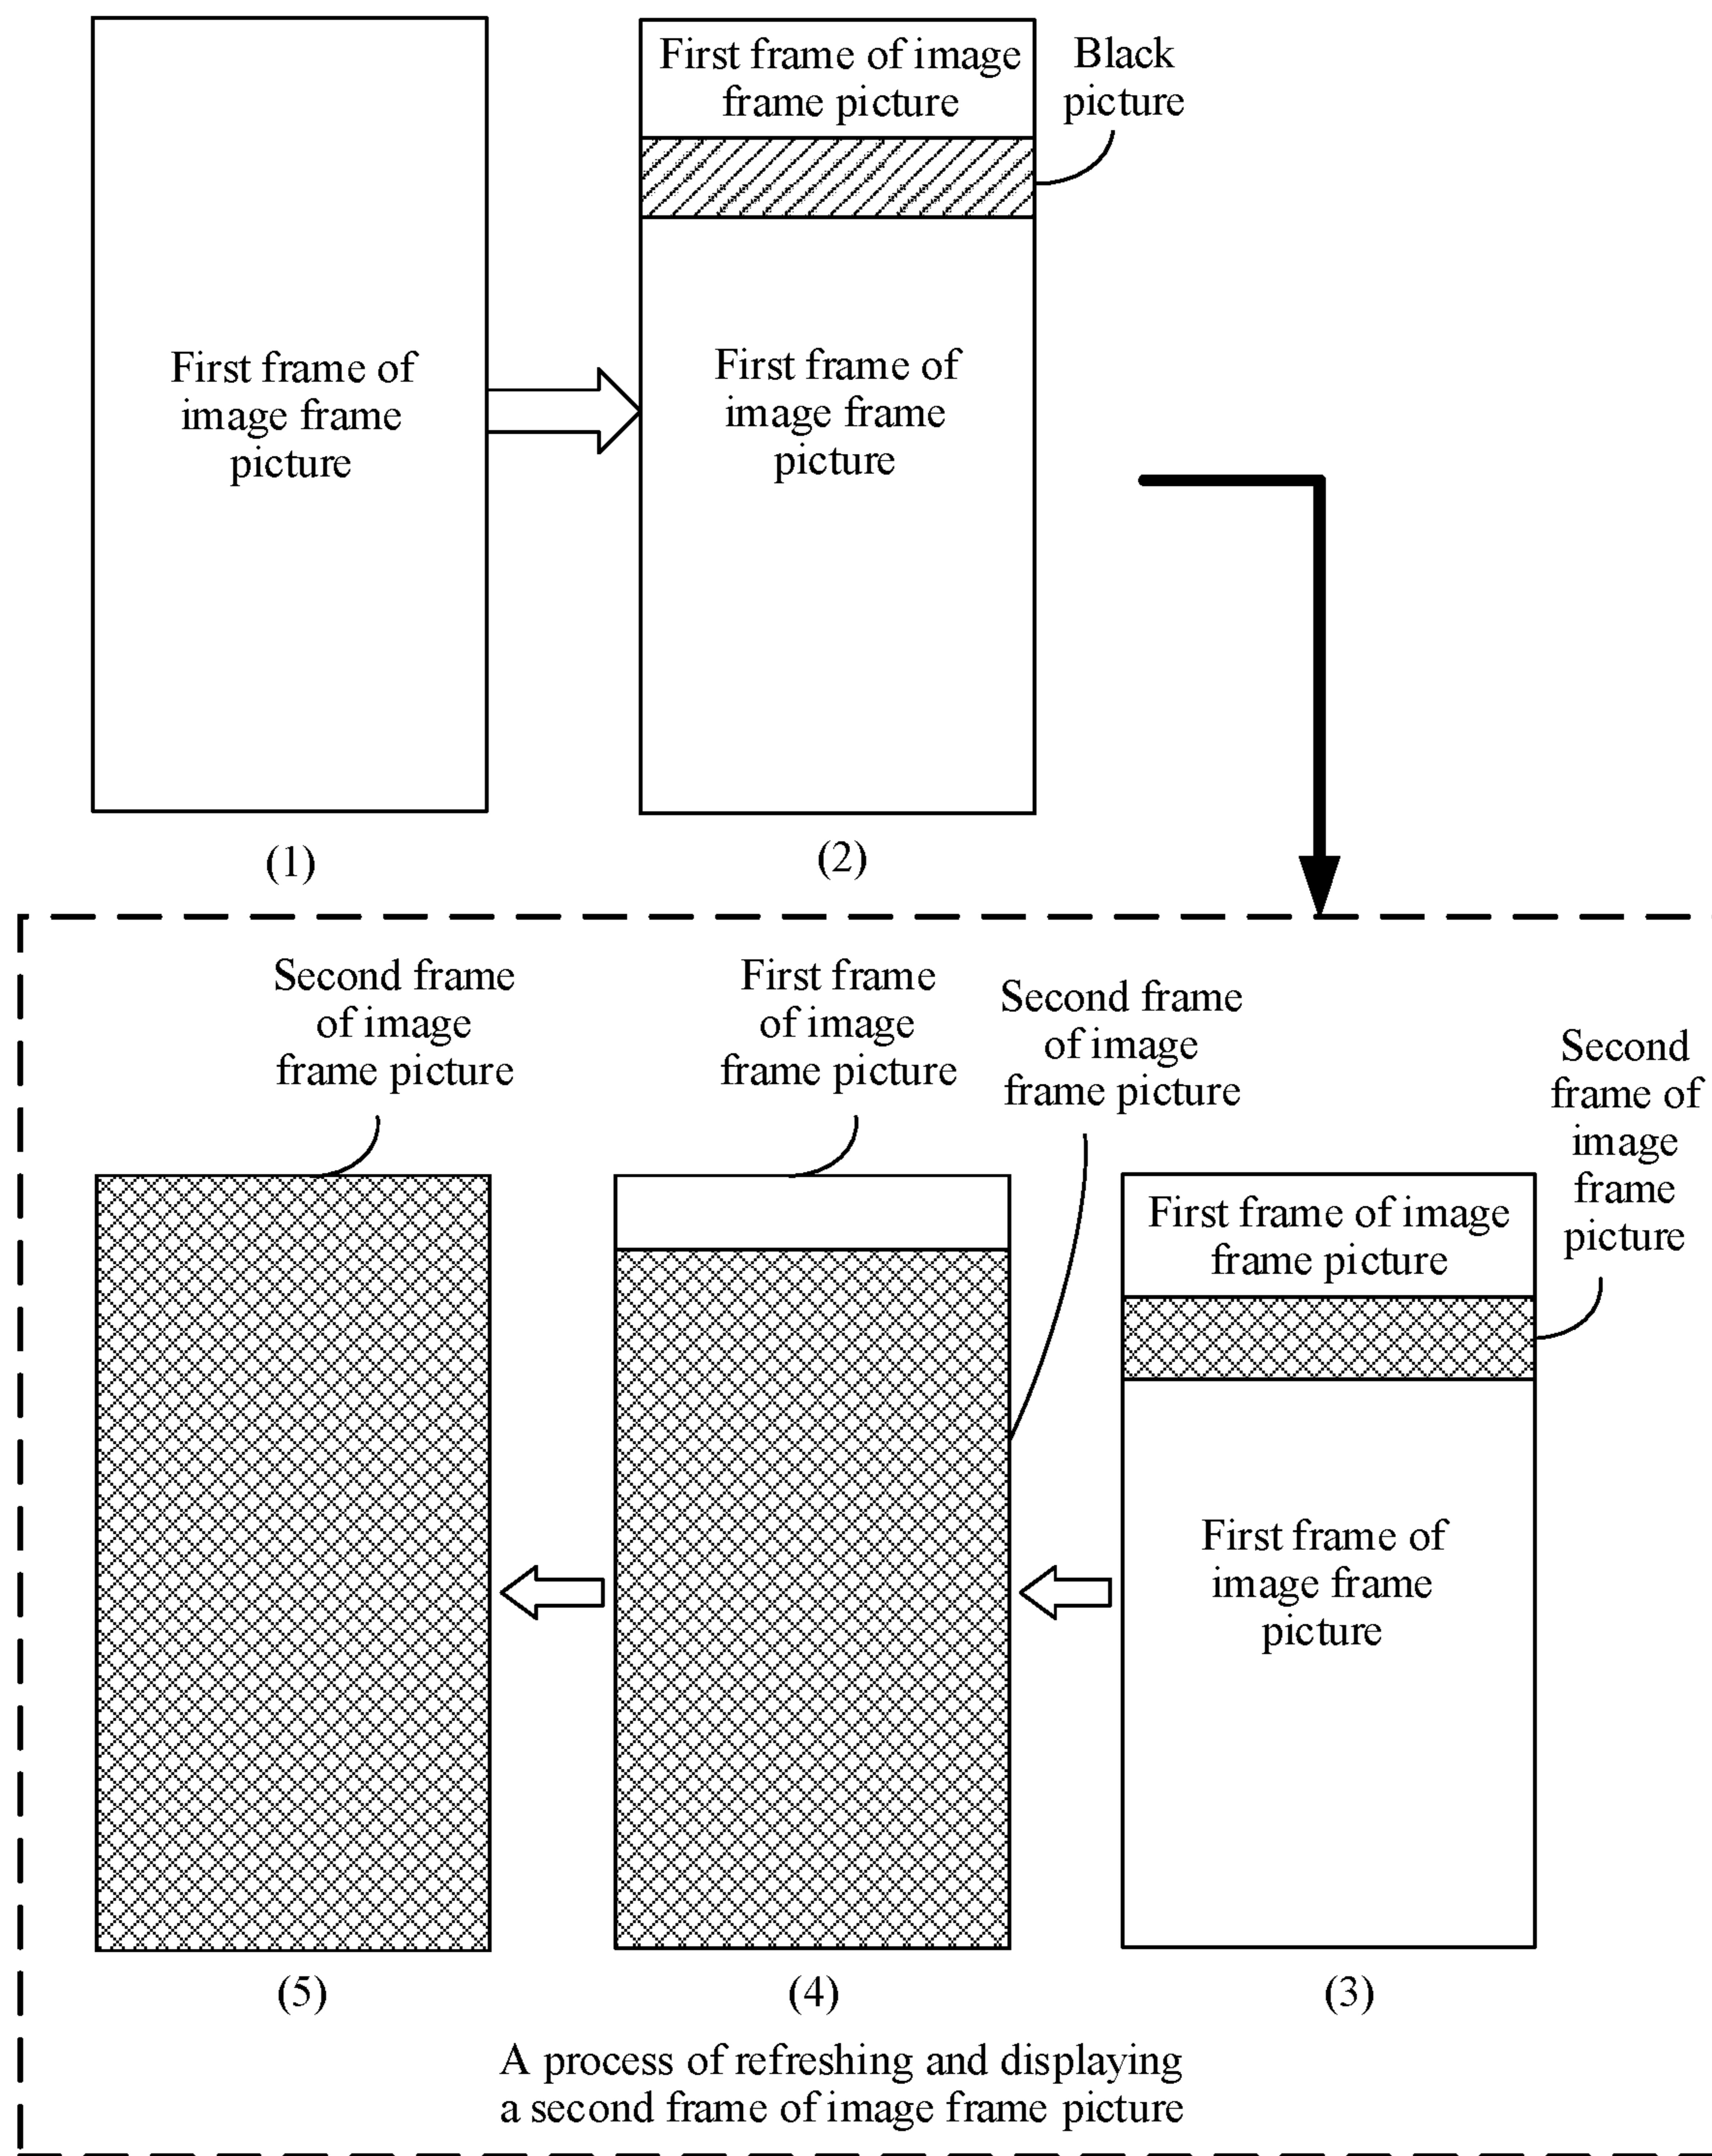 First frame of
image frame
picture
(1)
First frame of image
frame picture
Black
picture
First frame of
image frame
picture
(2)
Second frame
of image
frame picture
(5)
First frame
of image
frame picture
Second frame
of image
frame picture
(4)
Second
frame of
image
frame
picture
First frame of image
frame picture
First frame of
image frame
picture
(3)
A process of refreshing and displaying
a second frame of image frame picture